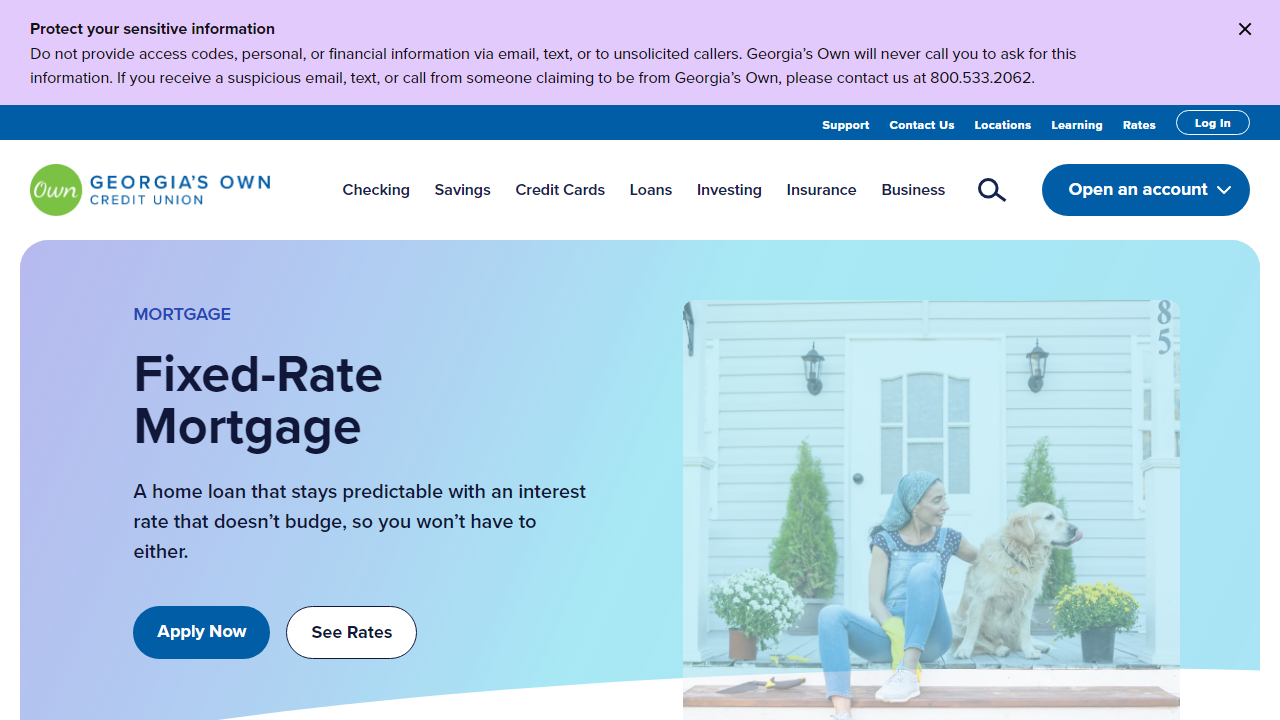 Protect your sensitive information
Do not provide access codes, personal, or financial information via email, text, or to unsolicited callers. Georgia’s Own will never call you to ask for this
information. If you receive a suspicious email, text, or call from someone claiming to be from Georgia’s Own, please contact us at 800.533.2062.
Support Contact Us Locations Learning Rates Log In
Own GEORGIA’S OWN
CREDIT UNION
Checking Savings Credit Cards Loans Investing Insurance Business Open an account
MORTGAGE
Fixed-Rate
Mortgage
A home loan that stays predictable with an interest
rate that doesn’t budge, so you won’t have to
either.
Apply Now See Rates
8
5